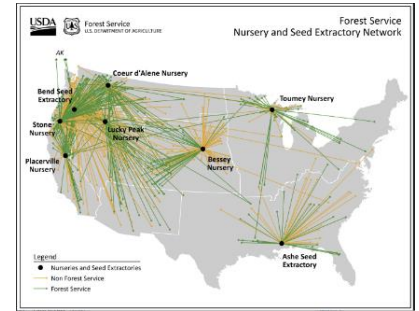 USDA
Forest Service
U.S. DEPARTMENT OF AGRICULTURE
Forest Service
Nursery and Seed Extractory Network
AK
Coeur d'Alene Nursery
Bend Seed
Extractory
Toumey Nursery
Stone
Nursery
Lucky Peak
Nursery
Placerville
Nursery
Bessey
Nursery
Ashe Seed
Extractory
Legend
Nurseries and Seed Extractories
Non Forest Service
Forest Service